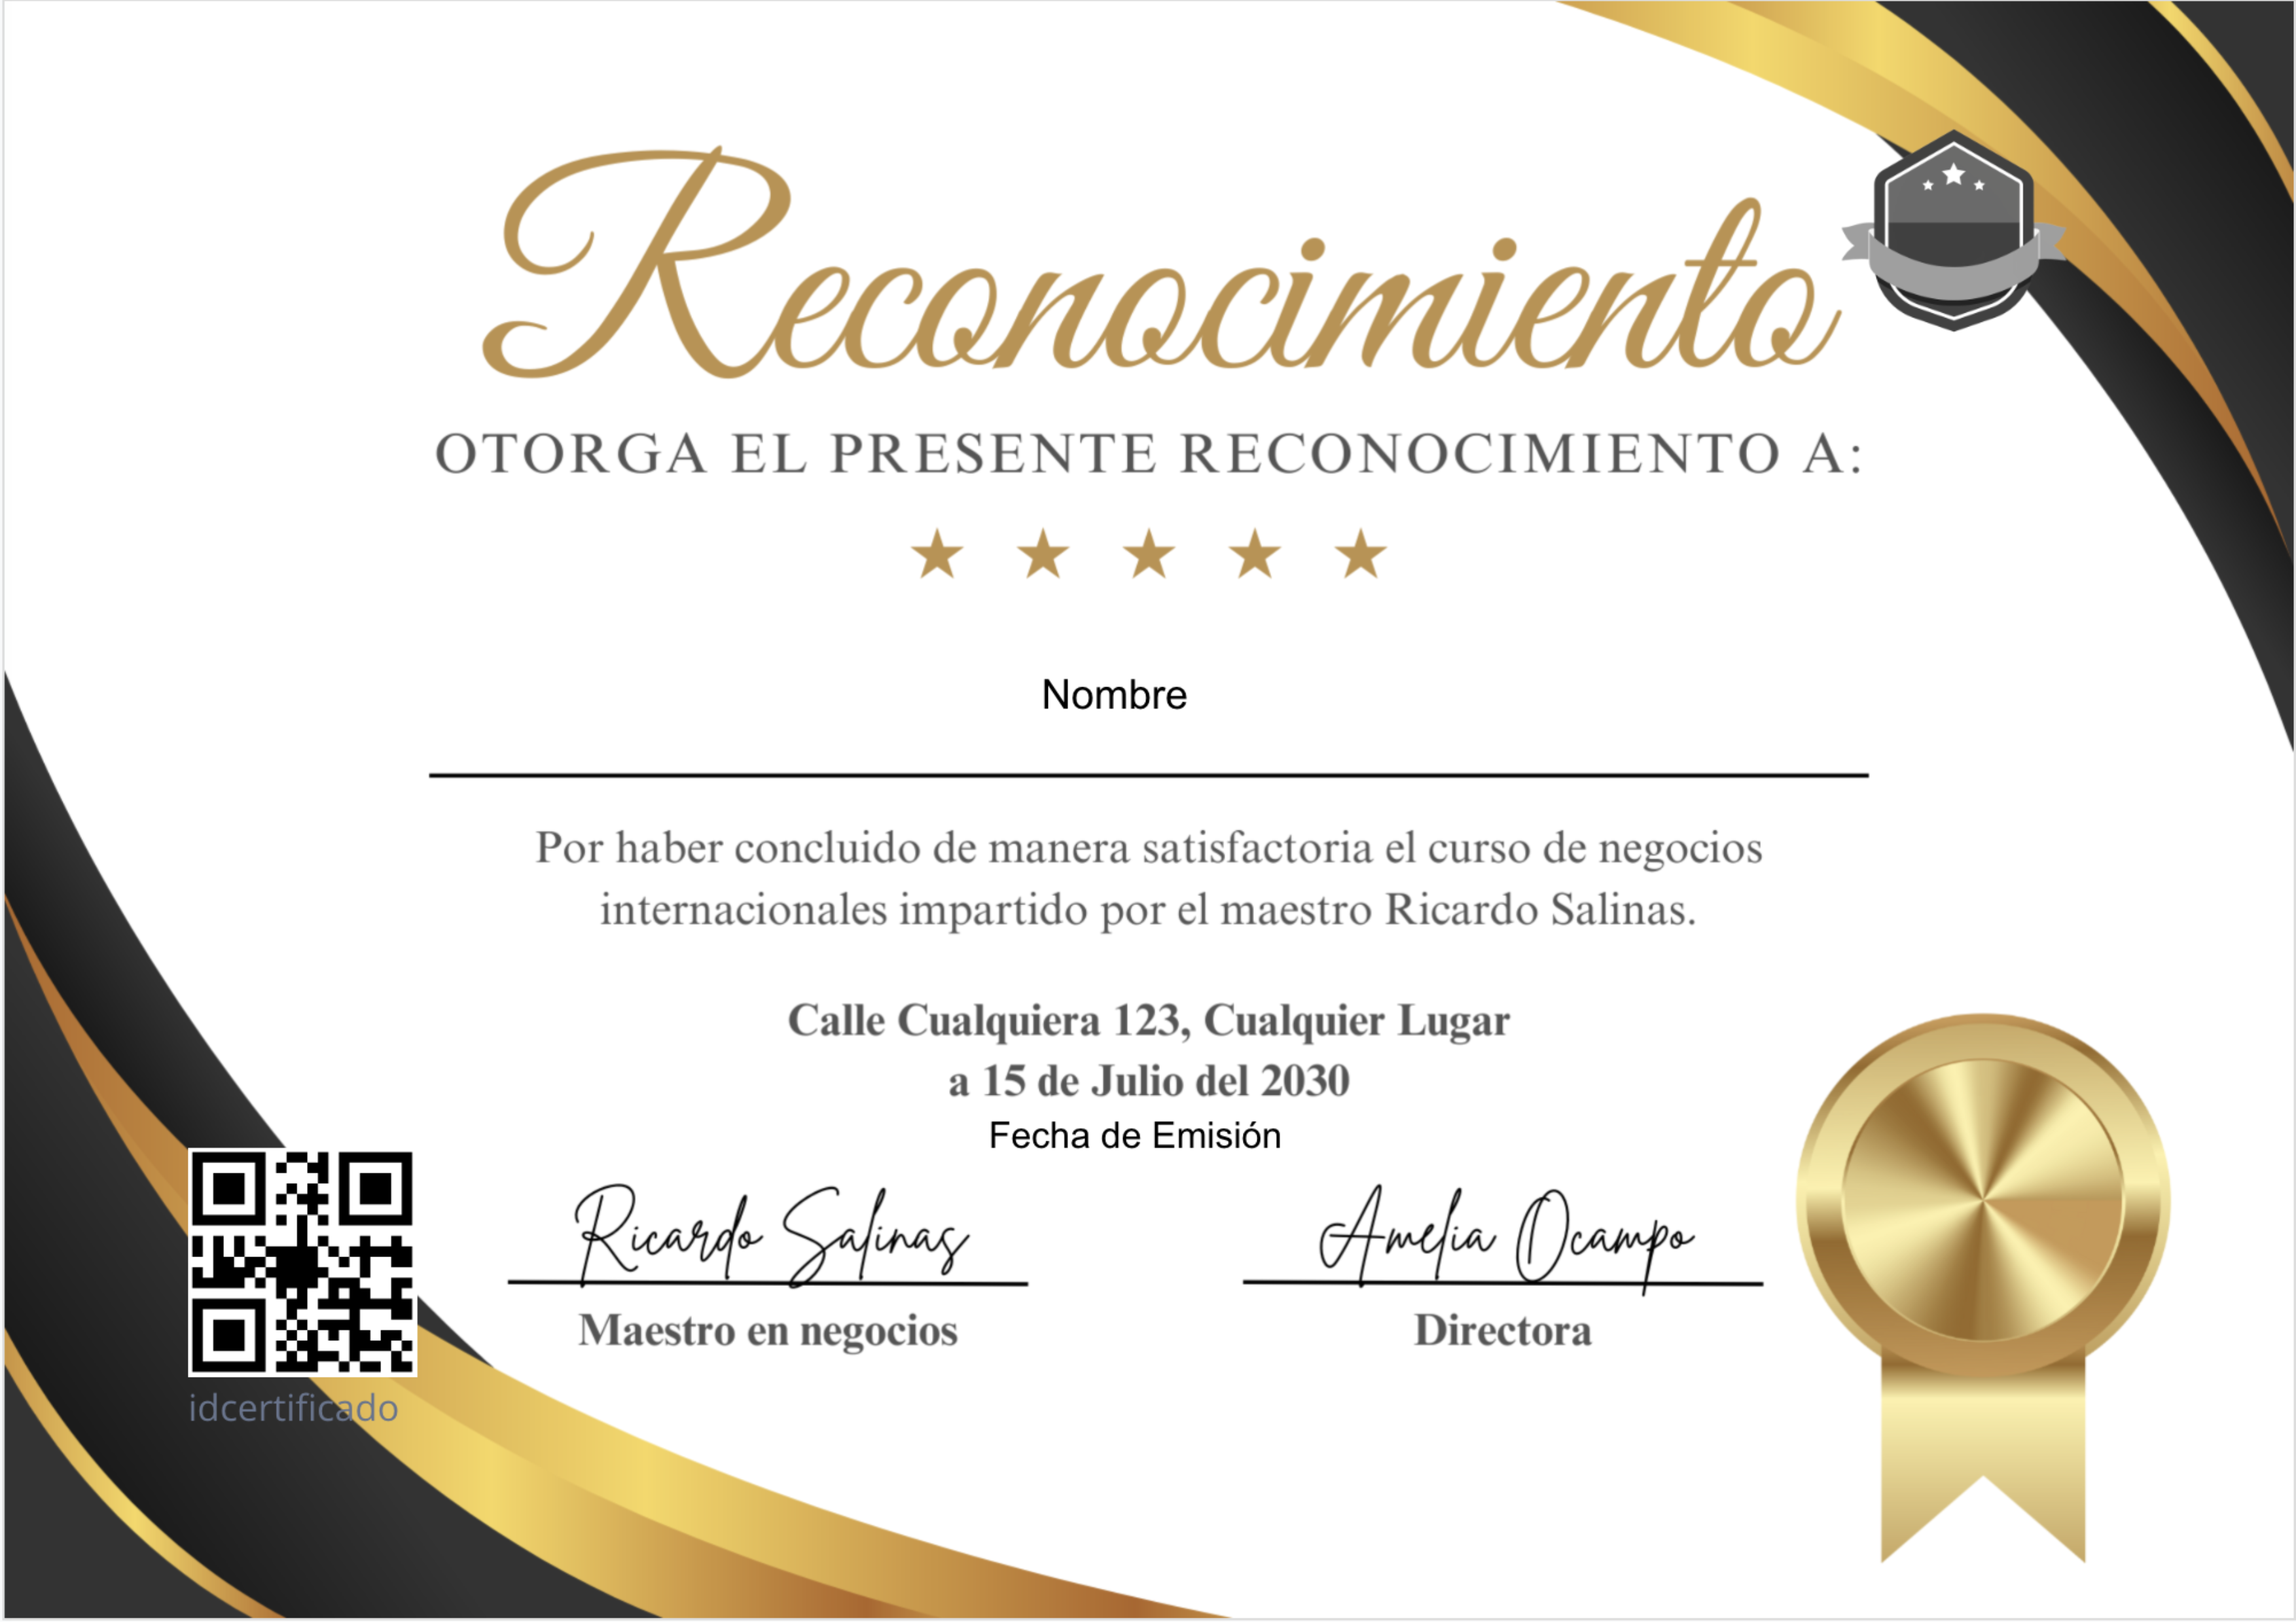 Reconocimiento
OTORGA EL PRESENTE RECONOCIMIENTO A:
Nombre
Por haber concluido de manera satisfactoria el curso de negocios
internacionales impartido por el maestro Ricardo Salinas.
Calle Cualquiera 123, Cualquier Lugar
a 15 de Julio del 2030
Fecha de Emisión
Ricardo Salinas
Maestro en negocios
Amelia Ocampo
Directora
idcertificado